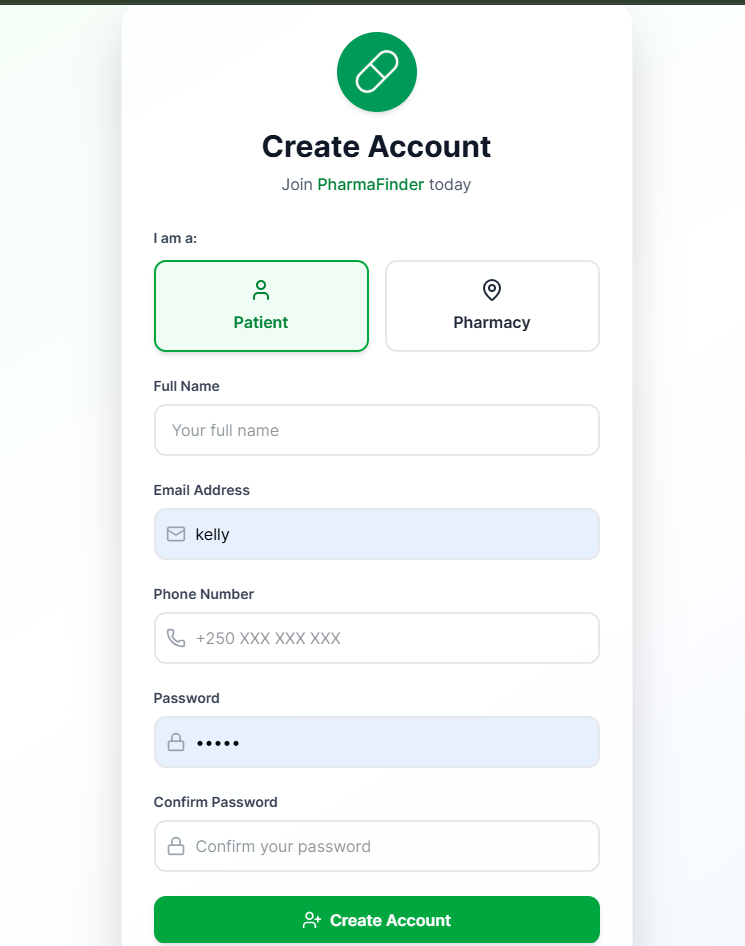 Create Account
Join PharmaFinder today
I am a:
Patient
Pharmacy
Full Name
Your full name
Email Address
kelly
Phone Number
+250 XXX XXX XXX
Password
•••••
Confirm Password
Confirm your password
Create Account